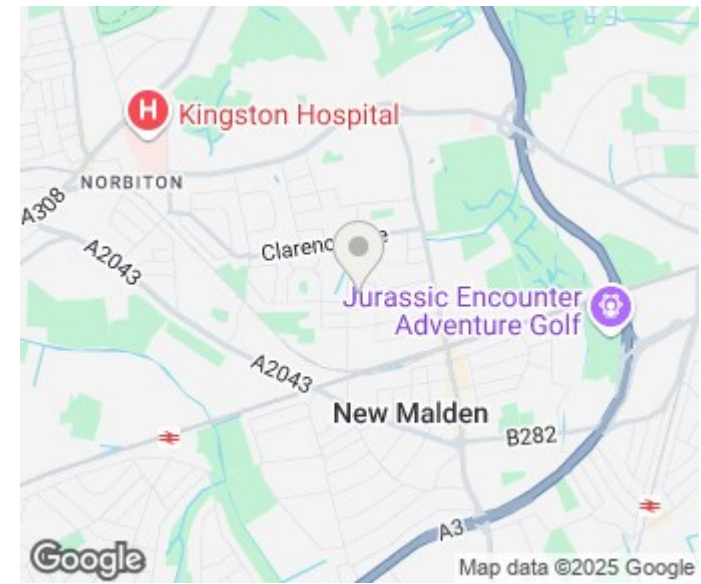 H
Kingston Hospital
NORBITON
A308
A2043
Clarenc
Jurassic Encounter
Adventure Golf
A2043
New Malden
B282
A3
Google
Map data ©2025 Google